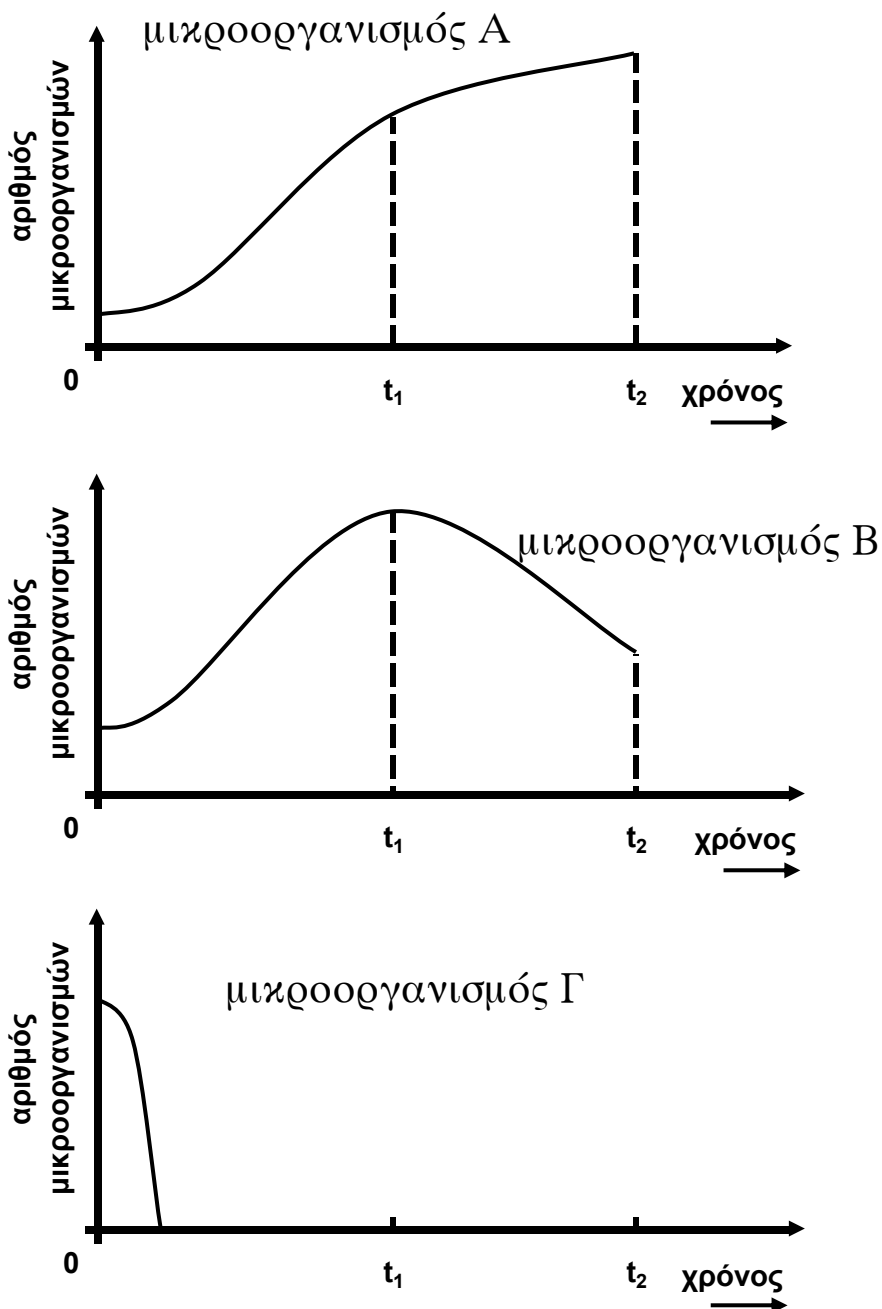 μικροοργανισμός Α
αριθμός
μικροοργανισμών
0
t₁
t₂
χρόνος
μικροοργανισμός Β
αριθμός
μικροοργανισμών
0
t₁
t₂
χρόνος
μικροοργανισμός Γ
αριθμός
μικροοργανισμών
0
t₁
t₂
χρόνος